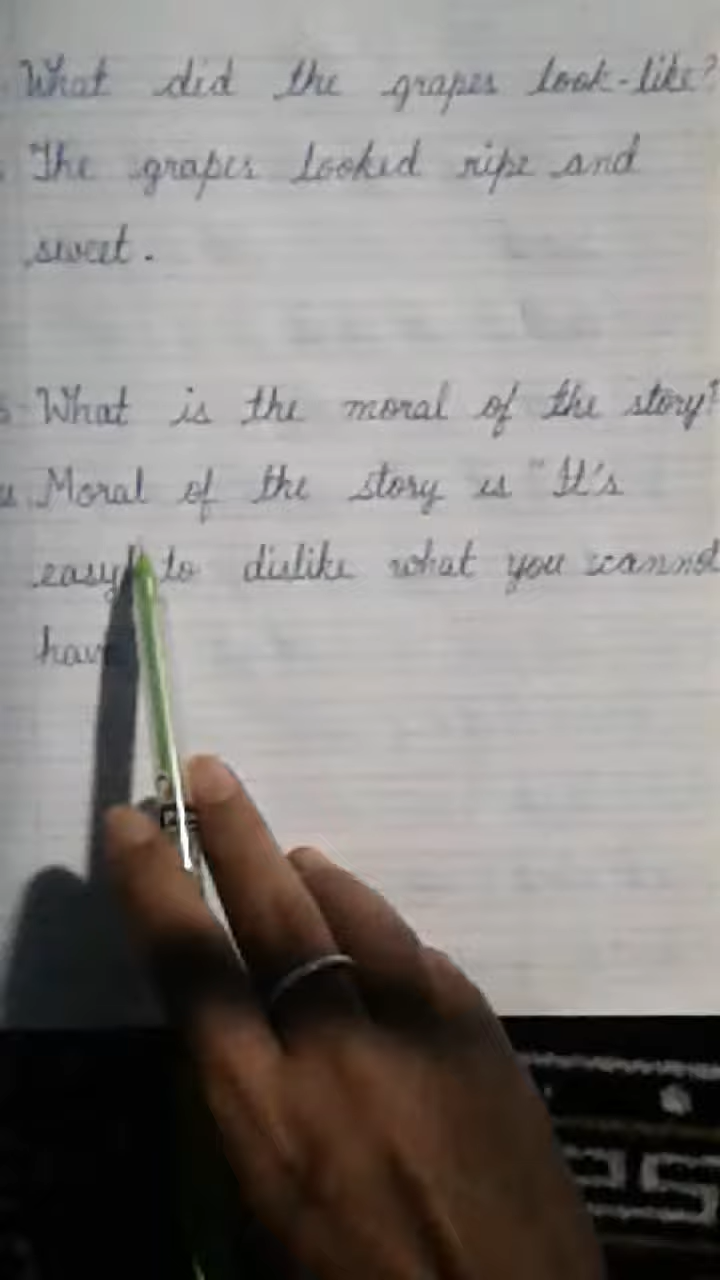 What did the grapes look-like?
The grapes looked ripe and
sweet.
What is the moral of the story?
Moral of the story is "It's
easy to dislike what you cannot
have